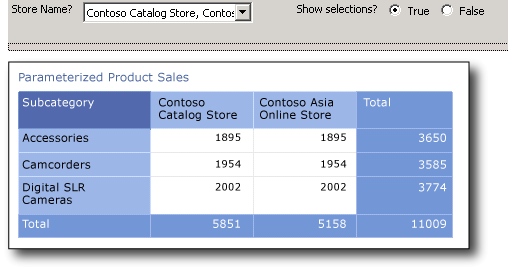 Store Name? Contoso Catalog Store, Contos Show selections? True False
Parameterized Product Sales
Subcategory Contoso Catalog Store Contoso Asia Online Store Total
Accessories 1895 1895 3650
Camcorders 1954 1954 3585
Digital SLR Cameras 2002 2002 3774
Total 5851 5158 11009